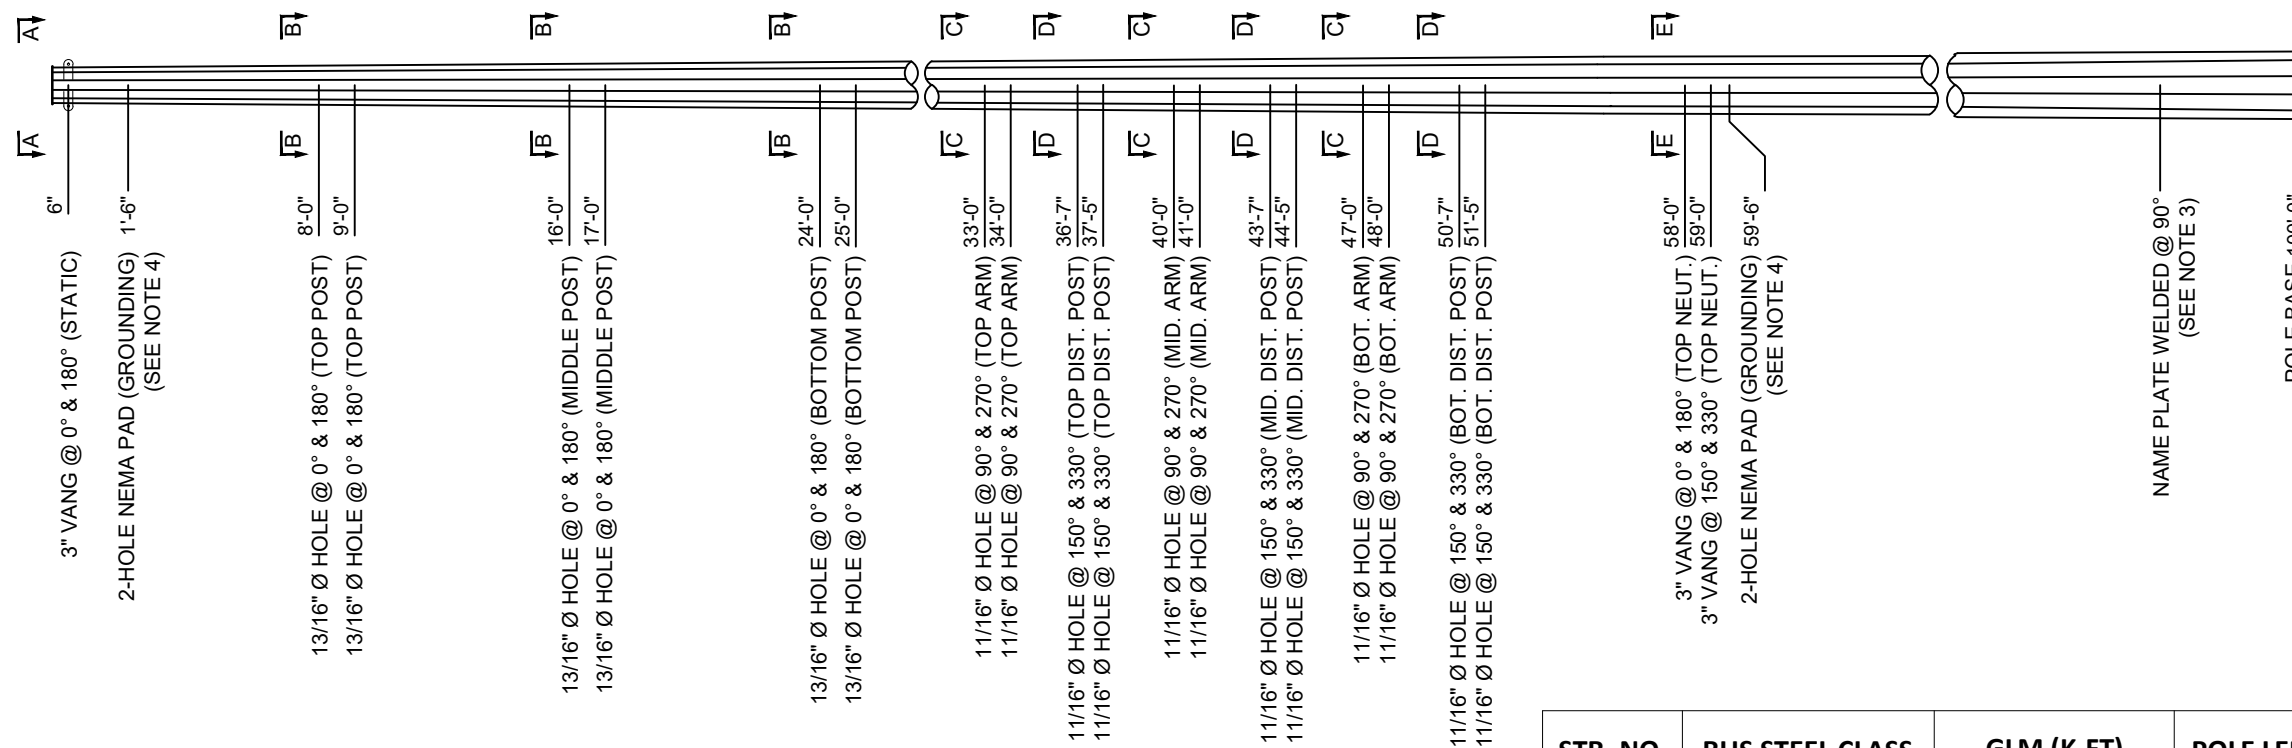 A
B
B
B
C
D
C
D
C
D
E
A
B
B
B
C
D
C
D
C
D
E
3" VANG @ 0° & 180° (STATIC) 6"
2-HOLE NEMA PAD (GROUNDING) 1'-6"
(SEE NOTE 4)
13/16" Ø HOLE @ 0° & 180° (TOP POST) 8'-0"
13/16" Ø HOLE @ 0° & 180° (TOP POST) 9'-0"
13/16" Ø HOLE @ 0° & 180° (MIDDLE POST) 16'-0"
13/16" Ø HOLE @ 0° & 180° (MIDDLE POST) 17'-0"
13/16" Ø HOLE @ 0° & 180° (BOTTOM POST) 24'-0"
13/16" Ø HOLE @ 0° & 180° (BOTTOM POST) 25'-0"
11/16" Ø HOLE @ 90° & 270° (TOP ARM) 33'-0"
11/16" Ø HOLE @ 90° & 270° (TOP ARM) 34'-0"
11/16" Ø HOLE @ 150° & 330° (TOP DIST. POST) 36'-7"
11/16" Ø HOLE @ 150° & 330° (TOP DIST. POST) 37'-5"
11/16" Ø HOLE @ 90° & 270° (MID. ARM) 40'-0"
11/16" Ø HOLE @ 90° & 270° (MID. ARM) 41'-0"
11/16" Ø HOLE @ 150° & 330° (MID. DIST. POST) 43'-7"
11/16" Ø HOLE @ 150° & 330° (MID. DIST. POST) 44'-5"
11/16" Ø HOLE @ 90° & 270° (BOT. ARM) 47'-0"
11/16" Ø HOLE @ 90° & 270° (BOT. ARM) 48'-0"
11/16" Ø HOLE @ 150° & 330° (BOT. DIST. POST) 50'-7"
11/16" Ø HOLE @ 150° & 330° (BOT. DIST. POST) 51'-5"
3" VANG @ 0° & 180° (TOP NEUT.) 58'-0"
3" VANG @ 150° & 330° (TOP NEUT.) 59'-0"
2-HOLE NEMA PAD (GROUNDING) 59'-6"
(SEE NOTE 4)
NAME PLATE WELDED @ 90°
(SEE NOTE 3)
POLE BASE
STR. NO
RUS STEEL CLASS
GLM (K-FT)
POLE